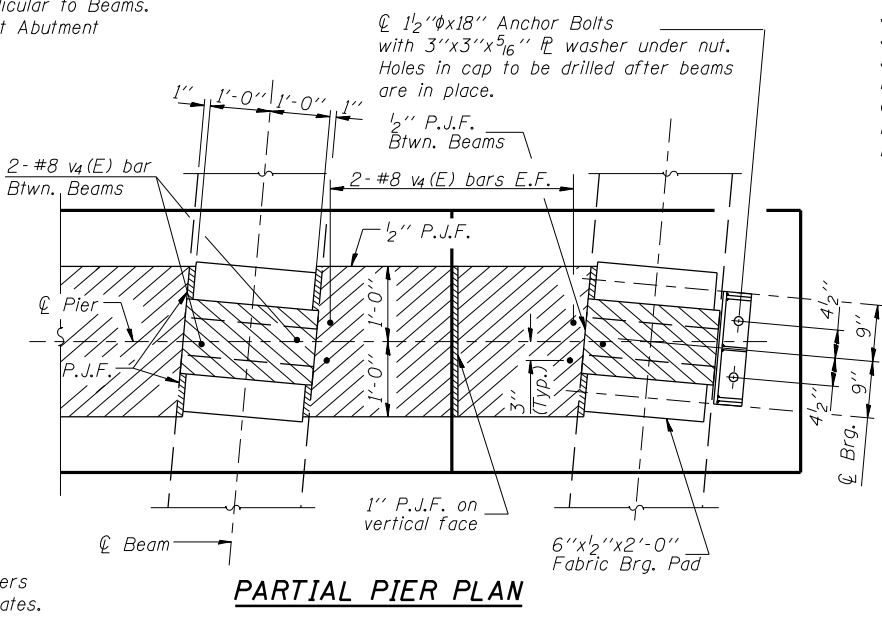 dicular to Beams.
t Abutment
℄ 1½"φx18" Anchor Bolts
with 3"x3"x5/16" ℙ washer under nut.
Holes in cap to be drilled after beams
are in place.
1" 1'-0" 1'-0" 1"
½" P.J.F.
Btwn. Beams
2-#8 v4(E) bar
Btwn. Beams
2-#8 v4(E) bars E.F.
½" P.J.F.
℄ Pier
P.J.F.
1'-0"
1'-0"
3"
(Typ.)
4½"
9"
4½"
9"
℄ Brg.
1" P.J.F. on
vertical face
℄ Beam
6"x½"x2'-0"
Fabric Brg. Pad
ers
ates.
PARTIAL PIER PLAN